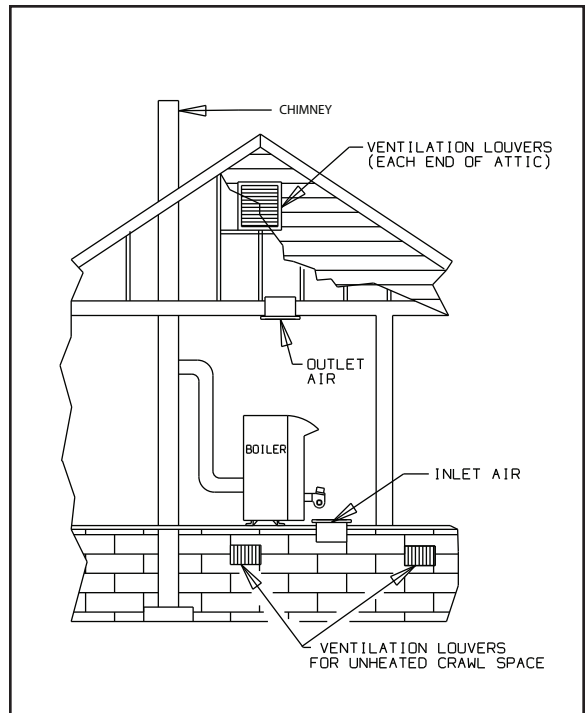 CHIMNEY
VENTILATION LOUVERS
(EACH END OF ATTIC)
OUTLET
AIR
BOILER
INLET AIR
VENTILATION LOUVERS
FOR UNHEATED CRAWL SPACE